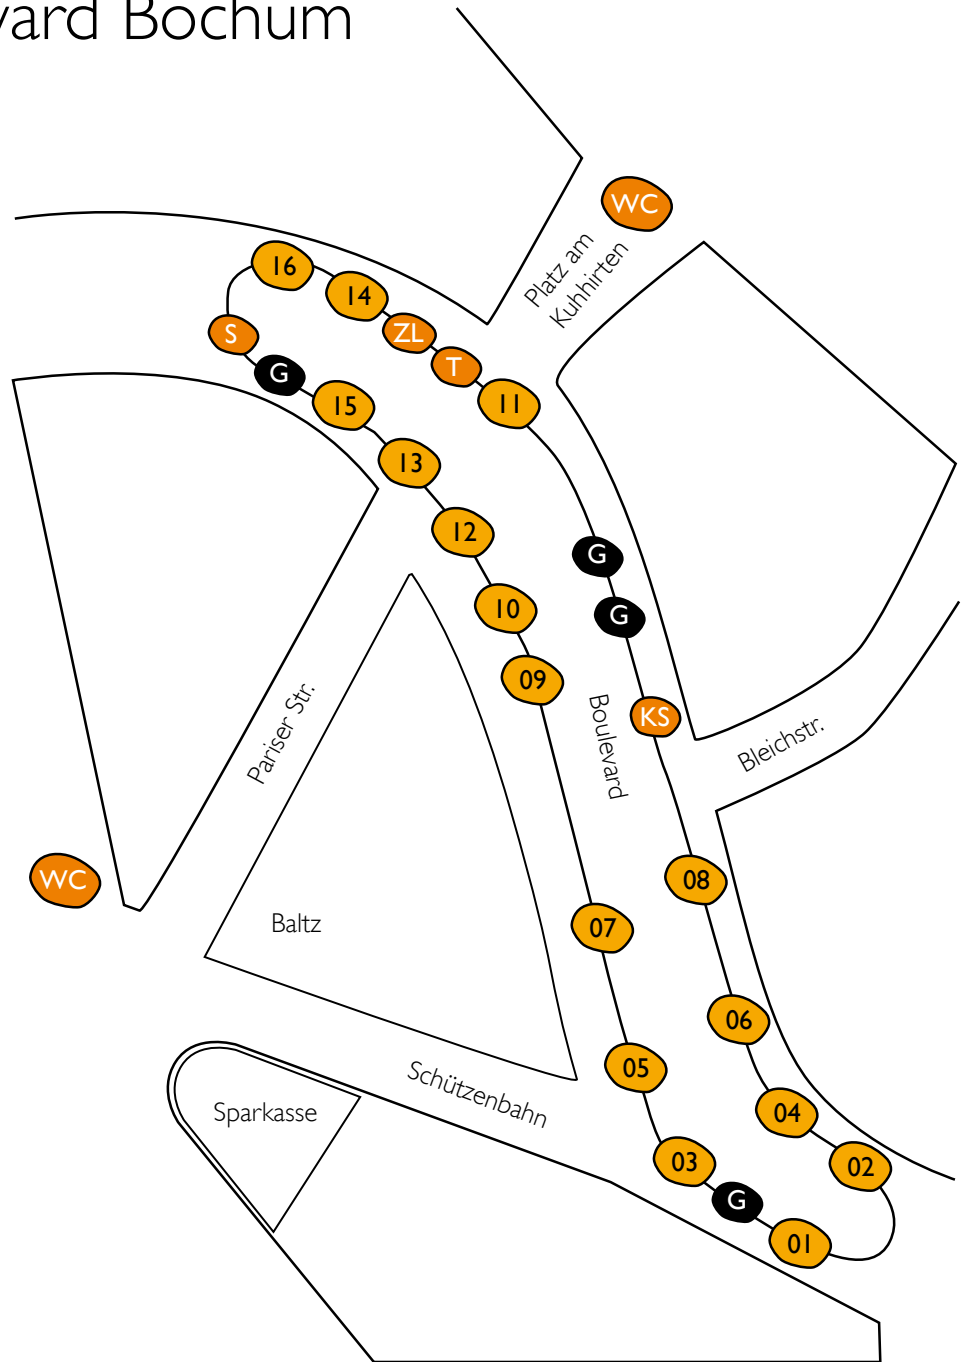 vard Bochum
WC
Platz am
Kuhhirten
16
14
S
ZL
G
T
15
11
13
12
G
10
G
09
KS
Boulevard
Pariser Str.
Bleichstr.
WC
08
Baltz
07
06
05
Schützenbahn
Sparkasse
04
03
02
G
01